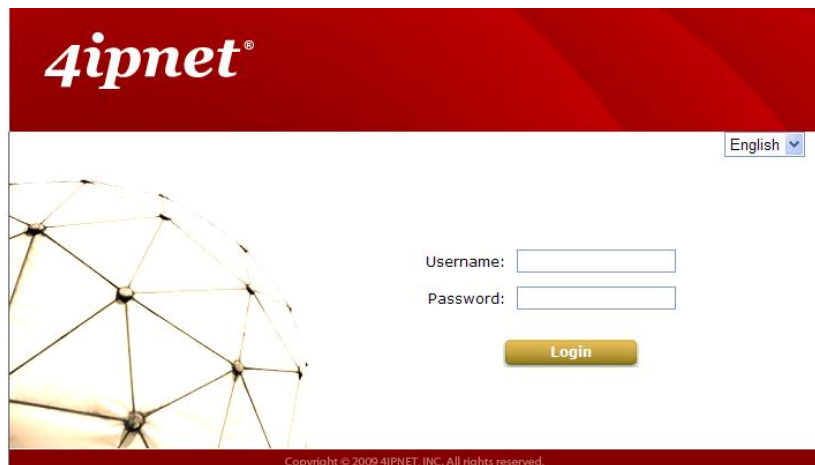 4ipnet®
English
Username:
Password:
Login
Copyright © 2009 4IPNET, INC. All rights reserved.